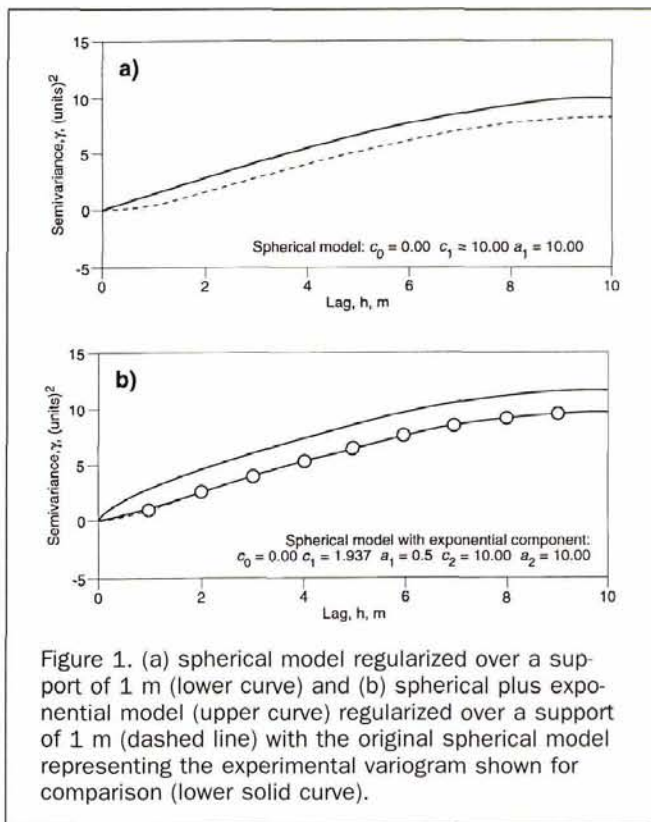 15
a)
10
5
0
-5
Semivariance,γ, (units)²
Spherical model: c₀ = 0.00 c₁ = 10.00 a₁ = 10.00
0 2 4 6 8 10
Lag, h, m
15
b)
10
5
0
-5
Semivariance,γ, (units)²
Spherical model with exponential component:
c₀ = 0.00 c₁ = 1.937 a₁ = 0.5 c₂ = 10.00 a₂ = 10.00
0 2 4 6 8 10
Lag, h, m
Figure 1. (a) spherical model regularized over a sup-
port of 1 m (lower curve) and (b) spherical plus expo-
nential model (upper curve) regularized over a support
of 1 m (dashed line) with the original spherical model
representing the experimental variogram shown for
comparison (lower solid curve).